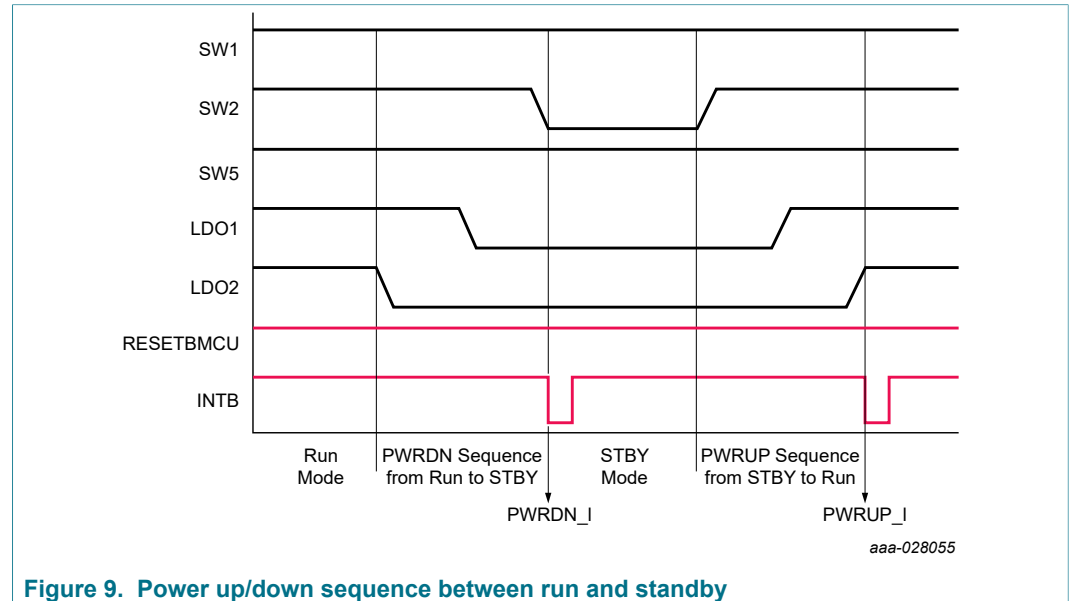 SW1
SW2
SW5
LDO1
LDO2
RESETBMCU
INTB
Run
Mode
PWRDN Sequence
from Run to STBY
STBY
Mode
PWRUP Sequence
from STBY to Run
PWRDN_I
PWRUP_I
aaa-028055
Figure 9. Power up/down sequence between run and standby